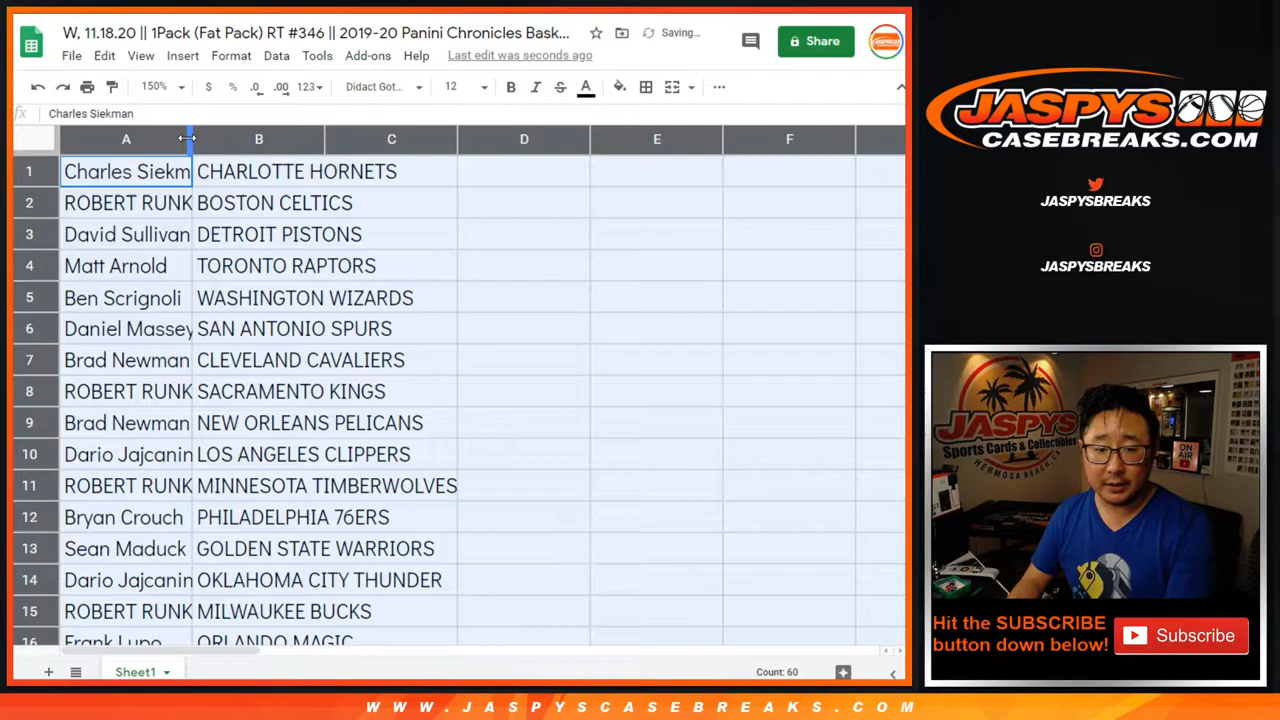 W, 11.18.20 || 1Pack (Fat Pack) RT #346 || 2019-20 Panini Chronicles Bask...
Saving...
Share
File Edit View Insert Format Data Tools Add-ons Help Last edit was seconds ago
150% $ % .0 .00 123 Didact Got... 12 B I S A
fx Charles Siekman
A B C D E F
1 Charles Siekm CHARLOTTE HORNETS
2 ROBERT RUNK BOSTON CELTICS
3 David Sullivan DETROIT PISTONS
4 Matt Arnold TORONTO RAPTORS
5 Ben Scrignoli WASHINGTON WIZARDS
6 Daniel Massey SAN ANTONIO SPURS
7 Brad Newman CLEVELAND CAVALIERS
8 ROBERT RUNK SACRAMENTO KINGS
9 Brad Newman NEW ORLEANS PELICANS
10 Dario Jajcanin LOS ANGELES CLIPPERS
11 ROBERT RUNK MINNESOTA TIMBERWOLVES
12 Bryan Crouch PHILADELPHIA 76ERS
13 Sean Maduck GOLDEN STATE WARRIORS
14 Dario Jajcanin OKLAHOMA CITY THUNDER
15 ROBERT RUNK MILWAUKEE BUCKS
16 Frank Lupo ORLANDO MAGIC
Sheet1
Count: 60
JASPYS
CASEBREAKS.COM
JASPYSBREAKS
JASPYSBREAKS
JASPYS
Sports Cards & Collectibles
HERMOSA BEACH, CA
ON AIR
Hit the SUBSCRIBE
button down below!
Subscribe
WWW.JASPYSCASEBREAKS.COM